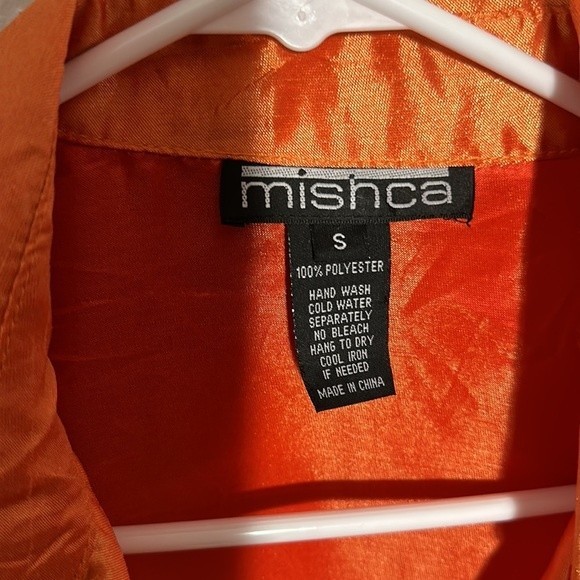 mishca
S
100% POLYESTER
HAND WASH
COLD WATER
SEPARATELY
NO BLEACH
HANG TO DRY
COOL IRON
IF NEEDED
MADE IN CHINA